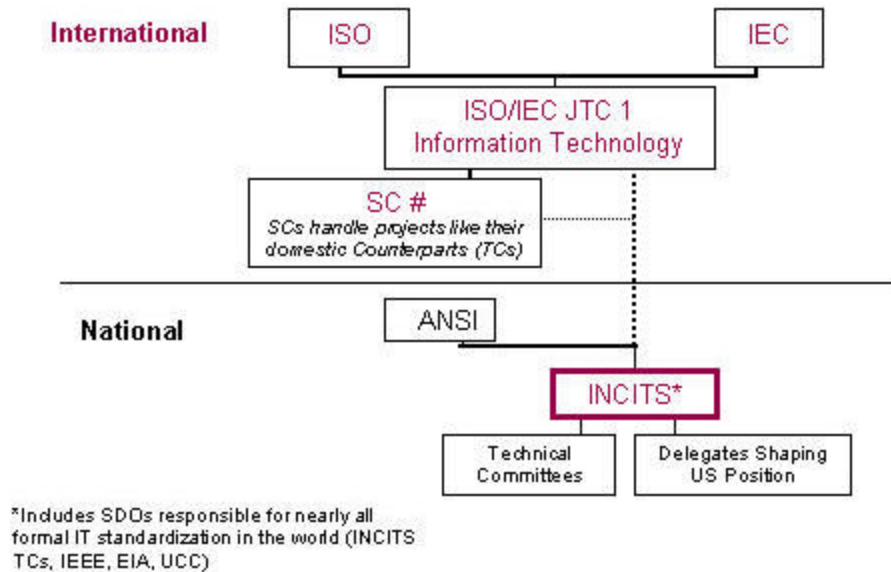 International
ISO
IEC
ISO/IEC JTC 1
Information Technology
SC #
SCs handle projects like their
domestic Counterparts (TCs)
National
ANSI
INCITS*
Technical
Committees
Delegates Shaping
US Position
*Includes SDOs responsible for nearly all
formal IT standardization in the world (INCITS
TCs, IEEE, EIA, UCC)